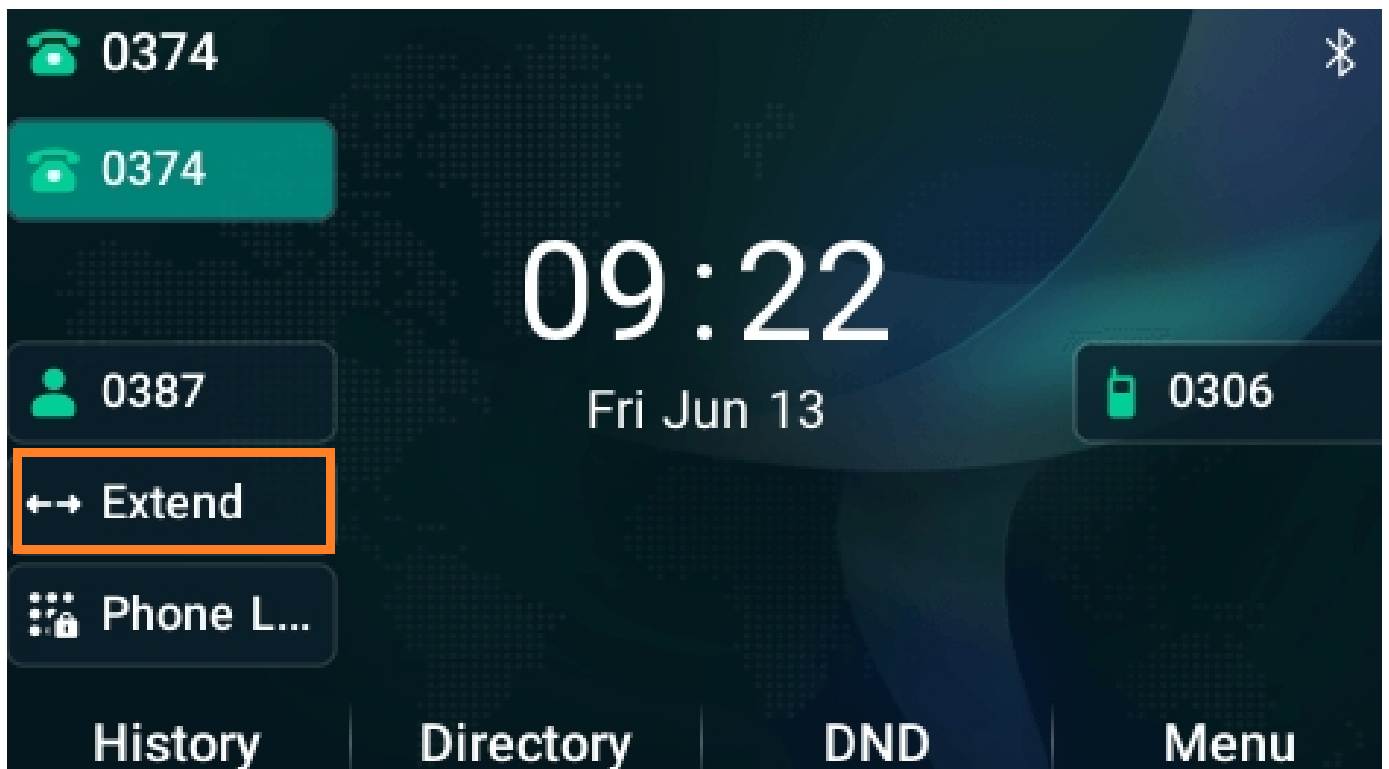 0374
0374
09:22
Fri Jun 13
0387
0306
Extend
Phone L...
History
Directory
DND
Menu